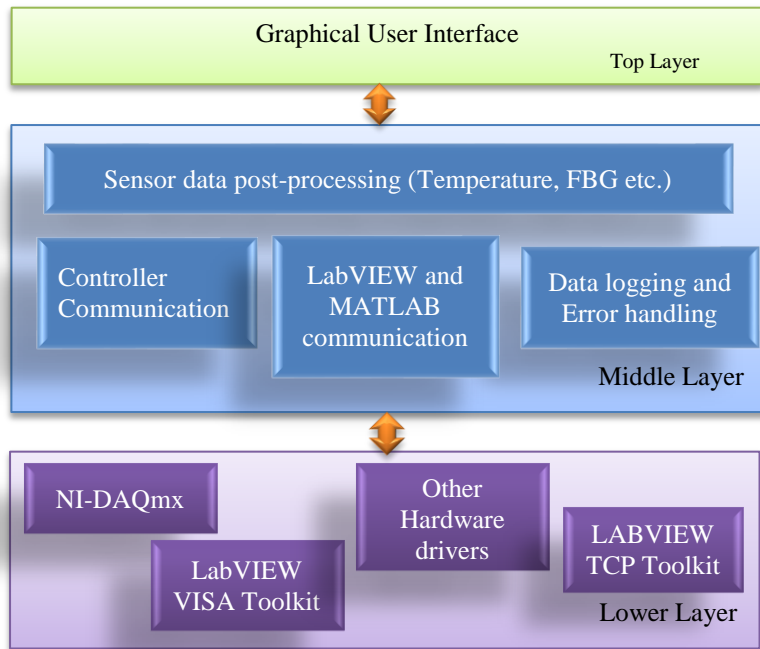 Graphical User Interface
Top Layer
Sensor data post-processing (Temperature, FBG etc.)
Controller
Communication
LabVIEW and
MATLAB
communication
Data logging and
Error handling
Middle Layer
NI-DAQmx
LabVIEW
VISA Toolkit
Other
Hardware
drivers
LABVIEW
TCP Toolkit
Lower Layer